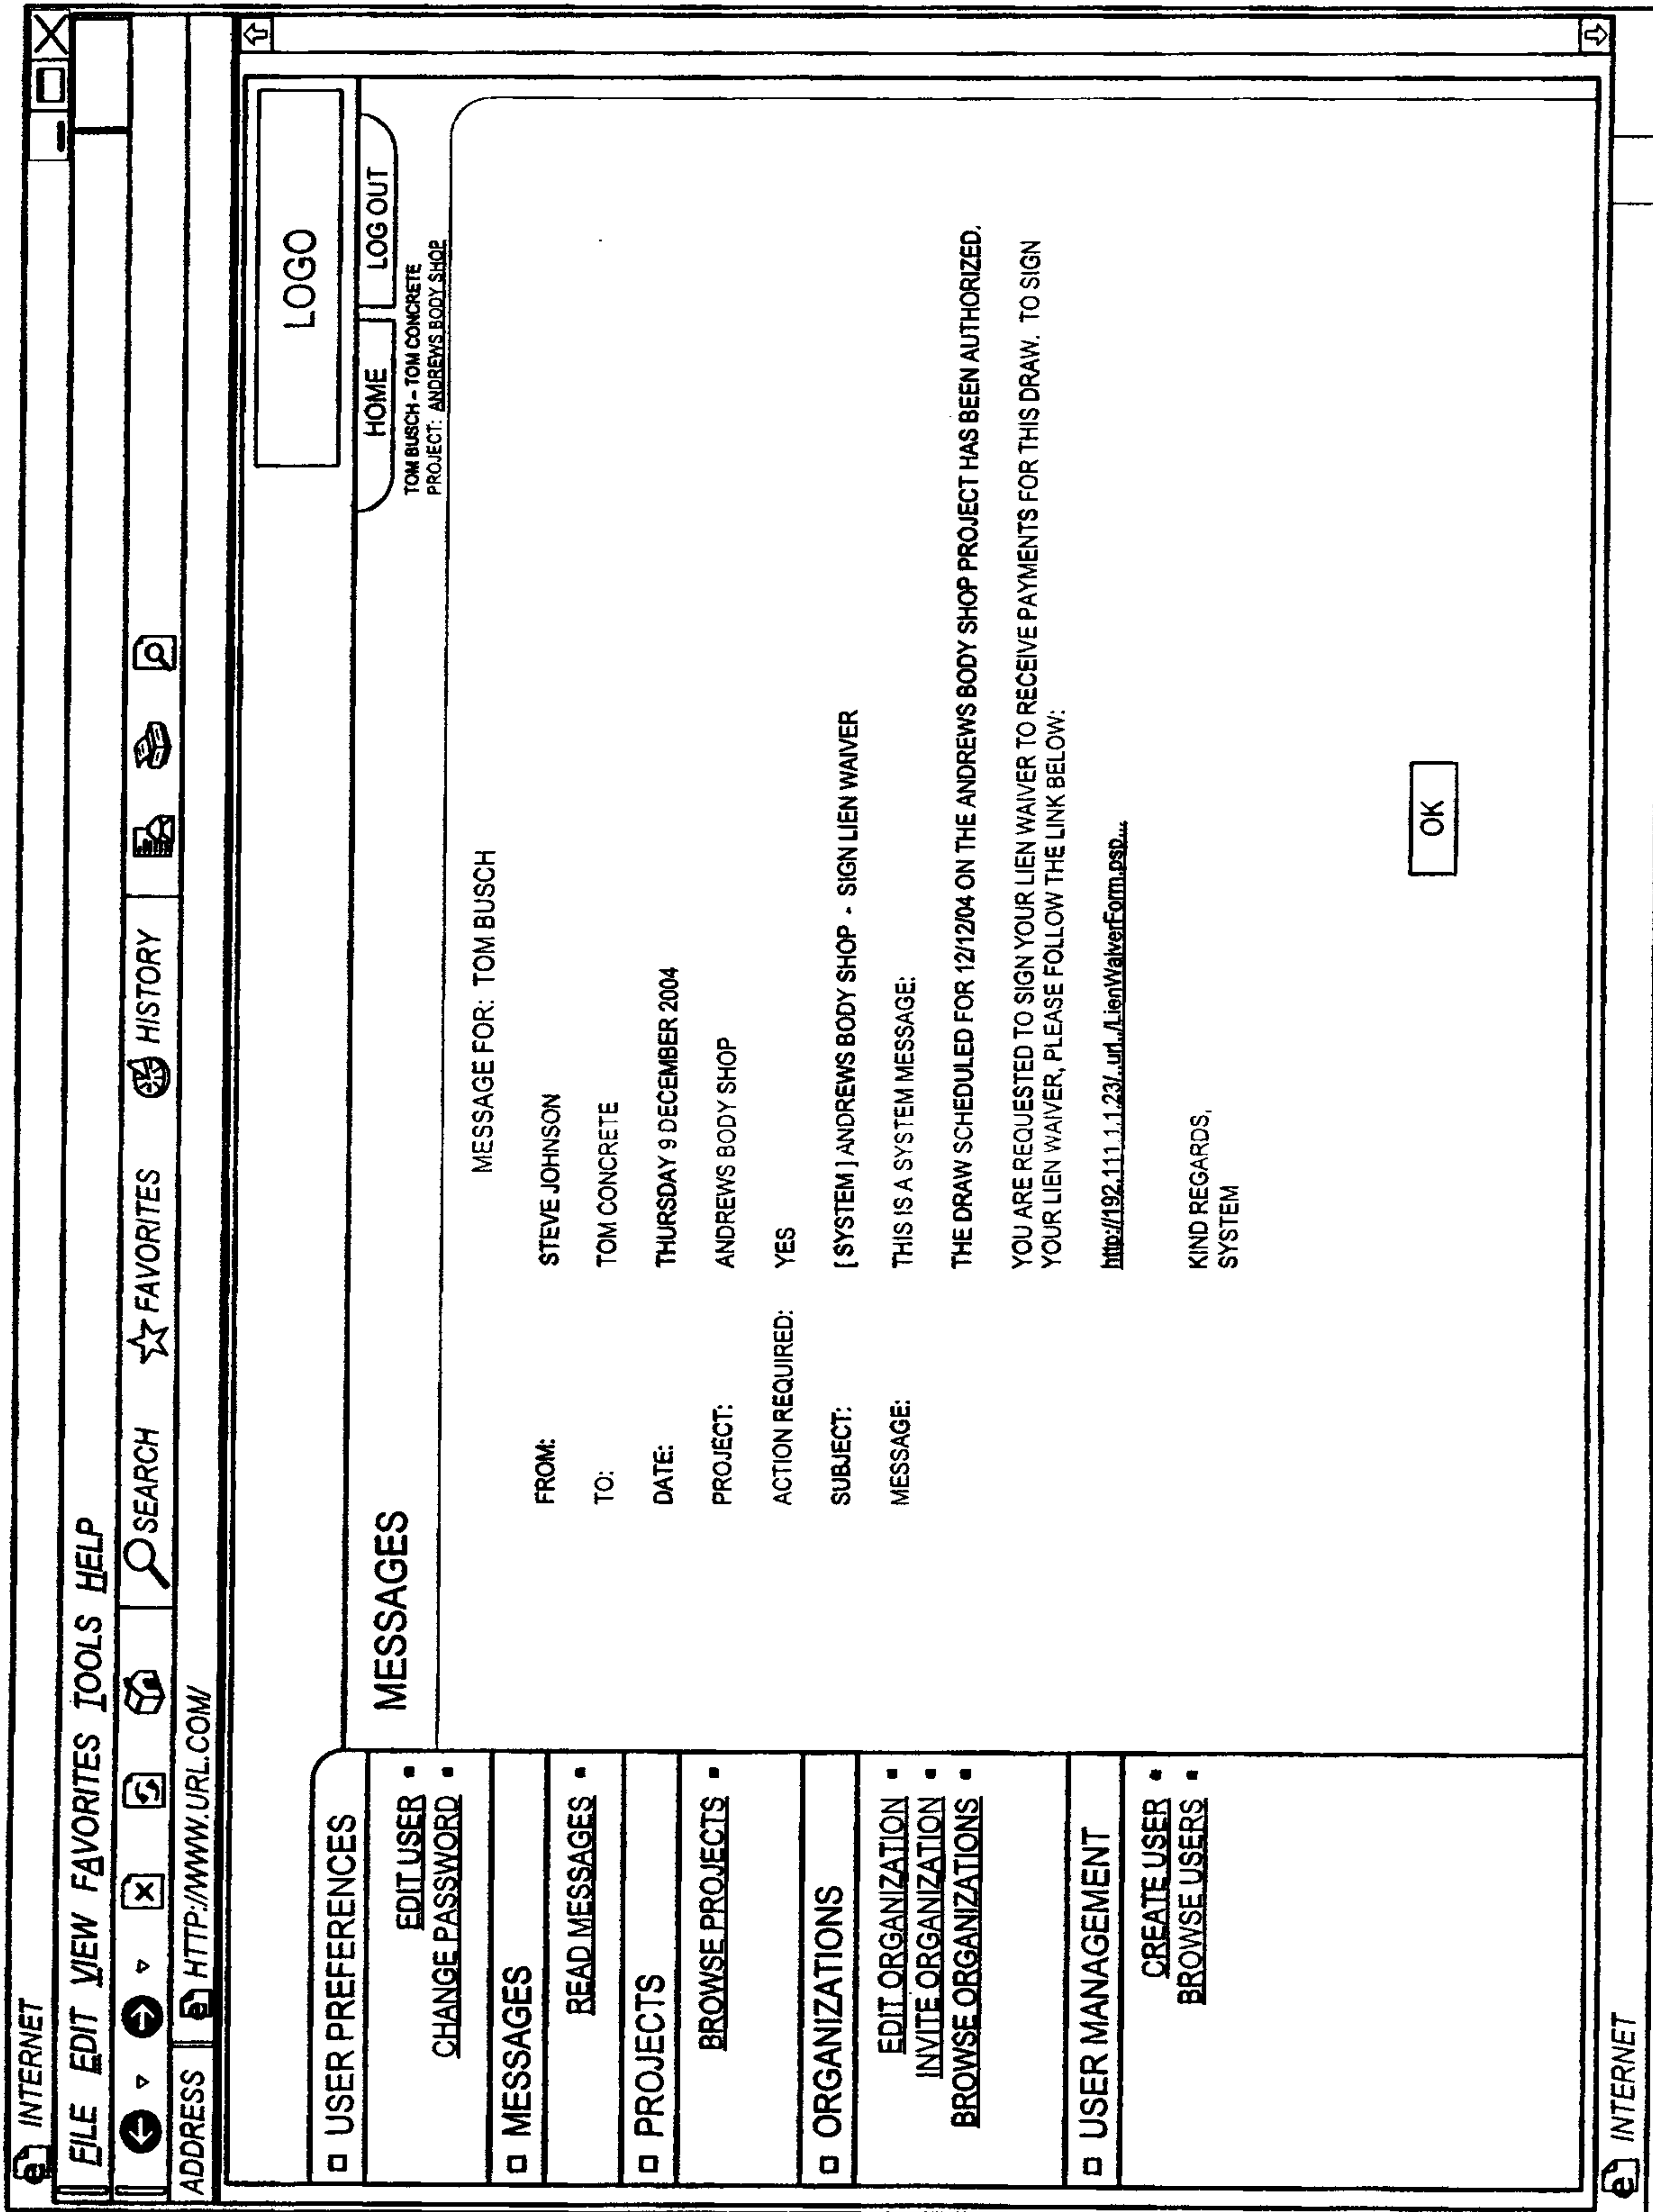 INTERNET
FILE EDIT VIEW FAVORITES TOOLS HELP
SEARCH FAVORITES HISTORY
ADDRESS HTTP://WWW.URL.COM/
LOGO
HOME LOG OUT
TOM BUSCH - TOM CONCRETE
PROJECT: ANDREWS BODY SHOP
USER PREFERENCES
EDIT USER
CHANGE PASSWORD
MESSAGES
READ MESSAGES
PROJECTS
BROWSE PROJECTS
ORGANIZATIONS
EDIT ORGANIZATION
INVITE ORGANIZATION
BROWSE ORGANIZATIONS
USER MANAGEMENT
CREATE USER
BROWSE USERS
MESSAGES
MESSAGE FOR: TOM BUSCH
FROM: STEVE JOHNSON
TO: TOM CONCRETE
DATE: THURSDAY 9 DECEMBER 2004
PROJECT: ANDREWS BODY SHOP
ACTION REQUIRED: YES
SUBJECT: [SYSTEM] ANDREWS BODY SHOP - SIGN LIEN WAIVER
MESSAGE: THIS IS A SYSTEM MESSAGE:
THE DRAW SCHEDULED FOR 12/12/04 ON THE ANDREWS BODY SHOP PROJECT HAS BEEN AUTHORIZED.
YOU ARE REQUESTED TO SIGN YOUR LIEN WAIVER TO RECEIVE PAYMENTS FOR THIS DRAW. TO SIGN
YOUR LIEN WAIVER, PLEASE FOLLOW THE LINK BELOW:
http://192.111.1.1.23/..url../LienWaiverForm.psp...
KIND REGARDS,
SYSTEM
OK
INTERNET